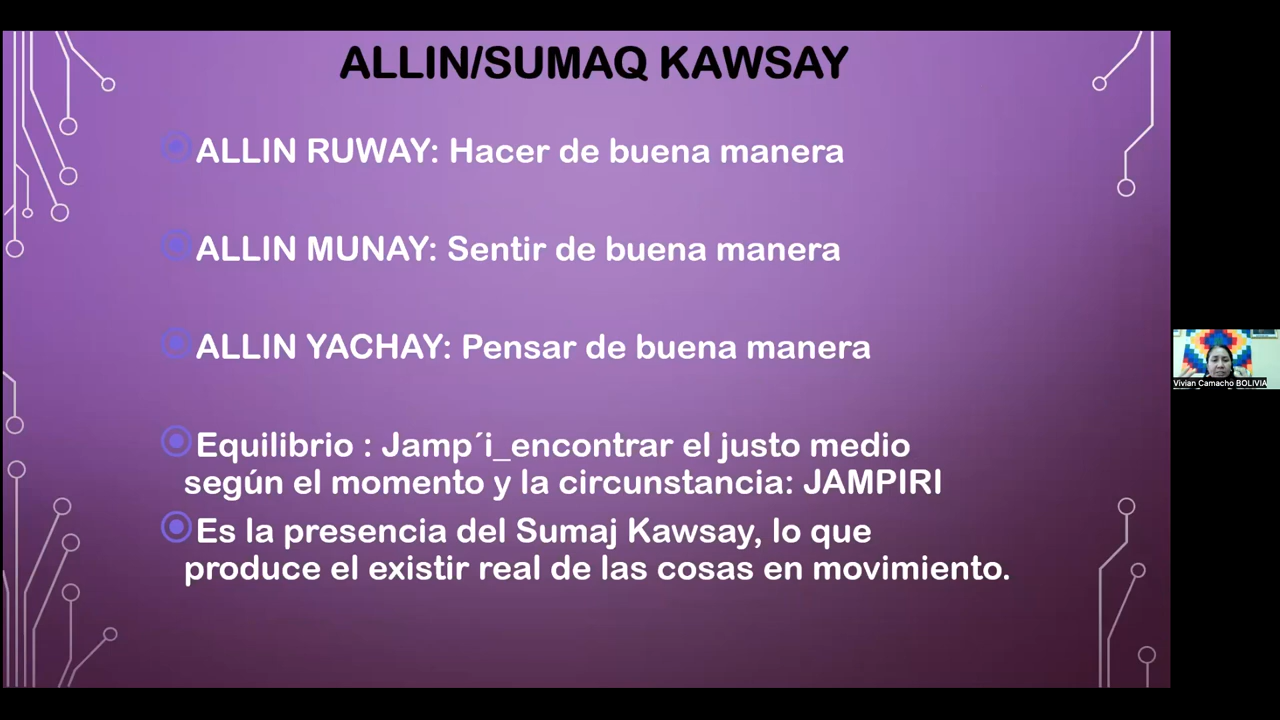 ALLIN/SUMAQ KAWSAY
ALLIN RUWAY: Hacer de buena manera
ALLIN MUNAY: Sentir de buena manera
ALLIN YACHAY: Pensar de buena manera
Equilibrio : Jamp´i_encontrar el justo medio
según el momento y la circunstancia: JAMPIRI
Es la presencia del Sumaj Kawsay, lo que
produce el existir real de las cosas en movimiento.
Vivian Camacho BOLIVIA